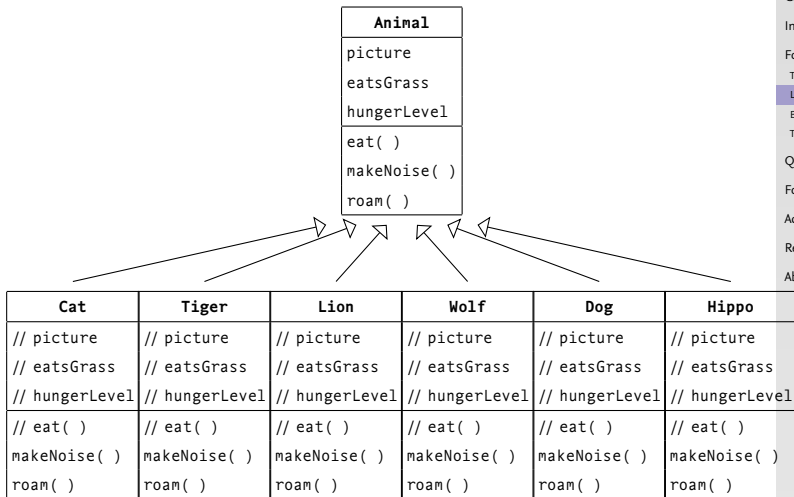 Animal
picture
eatsGrass
hungerLevel
eat( )
makeNoise( )
roam( )
Cat
// picture
// eatsGrass
// hungerLevel
// eat( )
makeNoise( )
roam( )
Tiger
// picture
// eatsGrass
// hungerLevel
// eat( )
makeNoise( )
roam( )
Lion
// picture
// eatsGrass
// hungerLevel
// eat( )
makeNoise( )
roam( )
Wolf
// picture
// eatsGrass
// hungerLevel
// eat( )
makeNoise( )
roam( )
Dog
// picture
// eatsGrass
// hungerLevel
// eat( )
makeNoise( )
roam( )
Hippo
// picture
// eatsGrass
// hungerLevel
// eat( )
makeNoise( )
roam( )